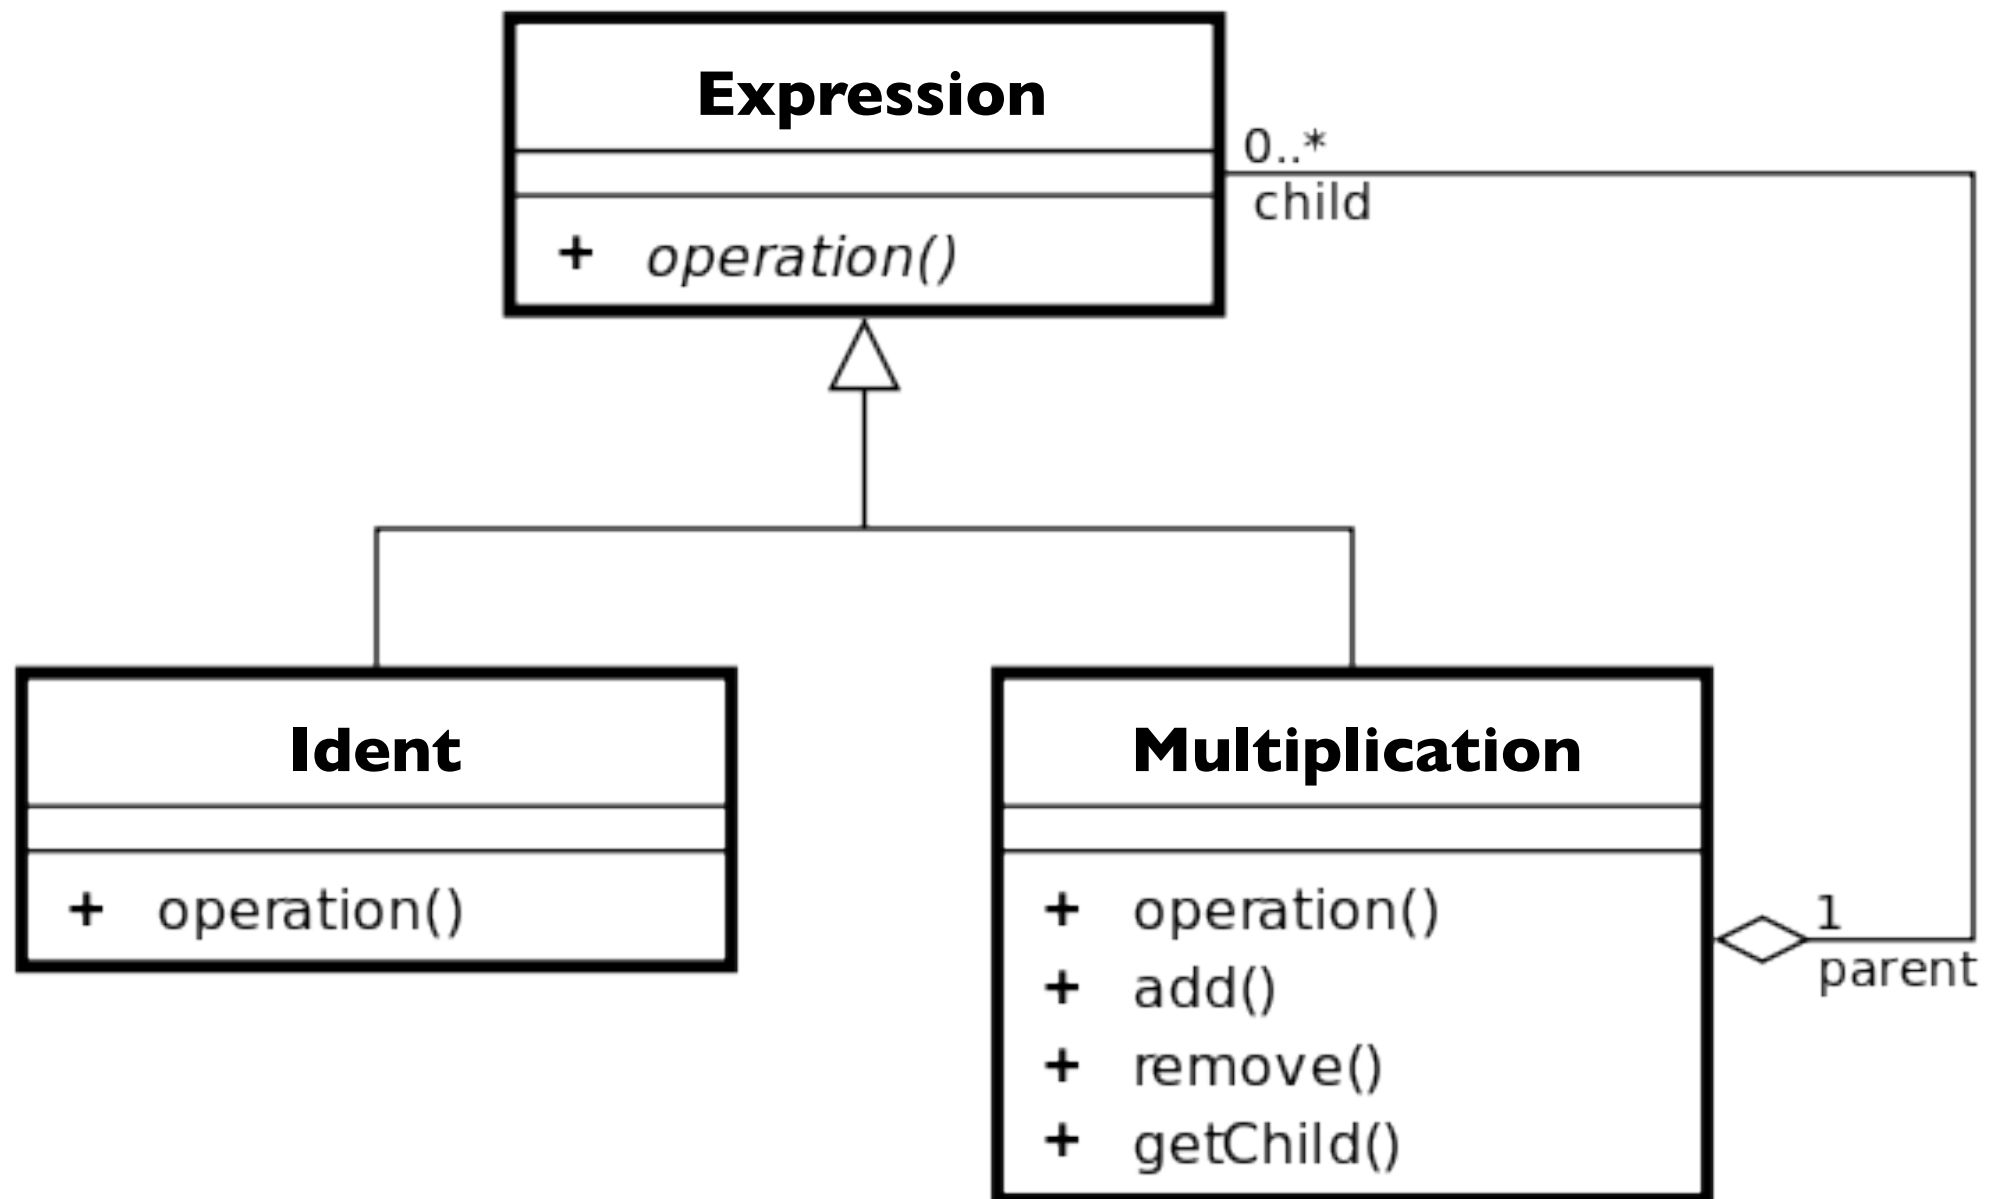 Expression
0..*
child
+ operation()
Ident
+ operation()
Multiplication
+ operation()
+ add()
+ remove()
+ getChild()
1
parent